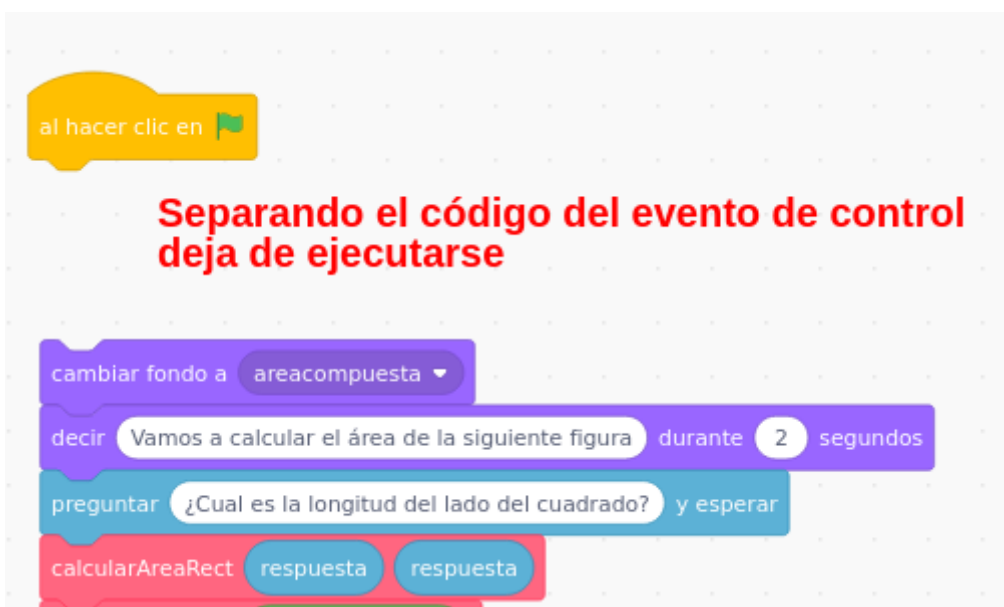 al hacer clic en
Separando el código del evento de control
deja de ejecutarse
cambiar fondo a areacompuesta
decir Vamos a calcular el área de la siguiente figura durante 2 segundos
preguntar ¿Cual es la longitud del lado del cuadrado? y esperar
calcularAreaRect respuesta respuesta